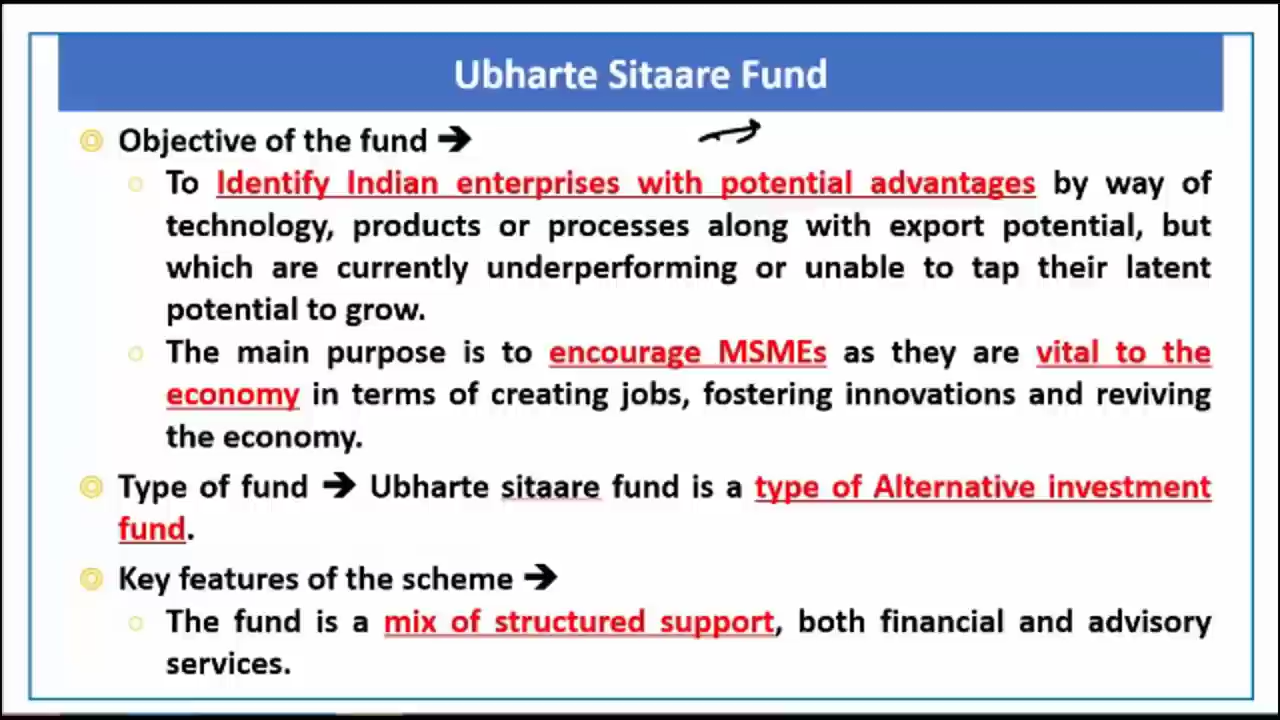 Ubharte Sitaare Fund
Objective of the fund ➔
To Identify Indian enterprises with potential advantages by way of
technology, products or processes along with export potential, but
which are currently underperforming or unable to tap their latent
potential to grow.
The main purpose is to encourage MSMEs as they are vital to the
economy in terms of creating jobs, fostering innovations and reviving
the economy.
Type of fund ➔ Ubharte sitaare fund is a type of Alternative investment
fund.
Key features of the scheme ➔
The fund is a mix of structured support, both financial and advisory
services.